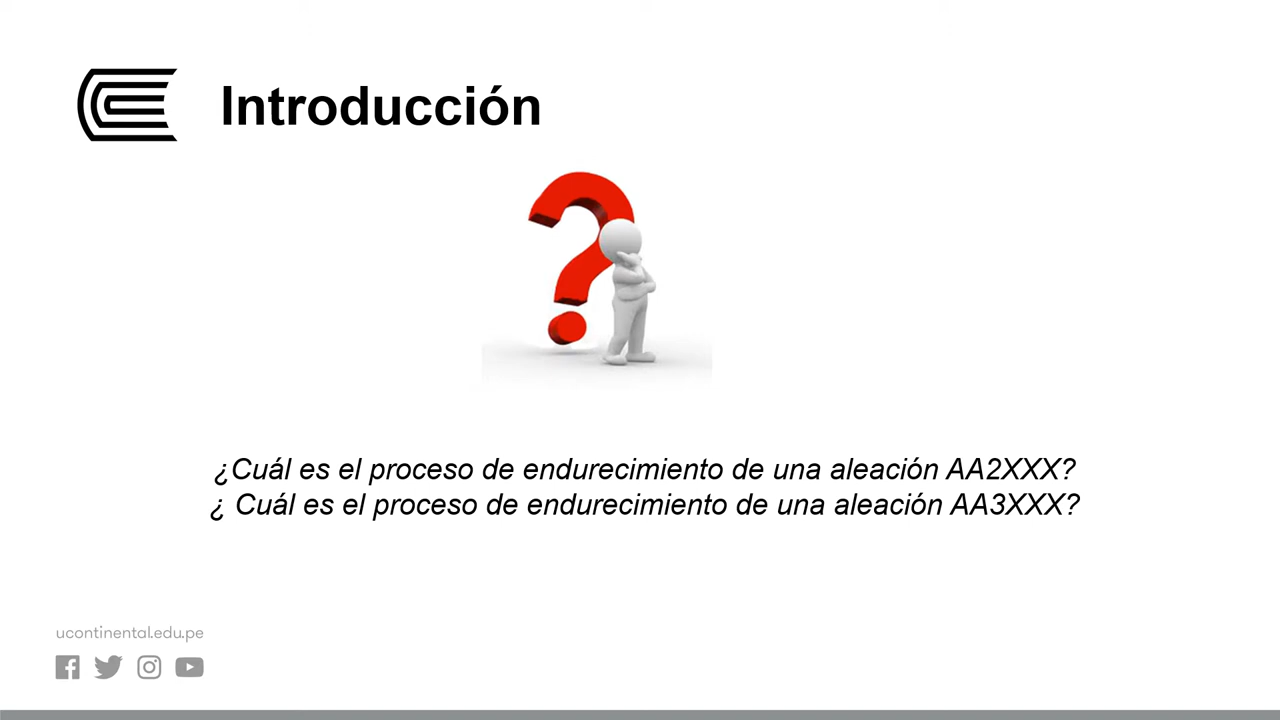 Introducción
¿Cuál es el proceso de endurecimiento de una aleación AA2XXX?
¿ Cuál es el proceso de endurecimiento de una aleación AA3XXX?
ucontinental.edu.pe